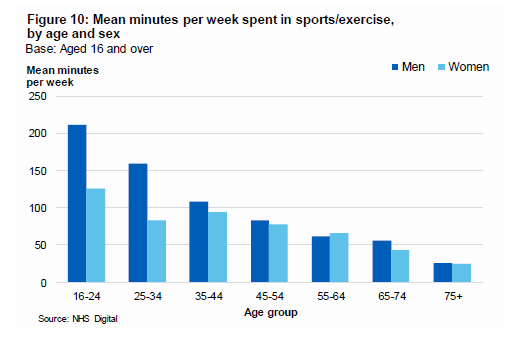 Figure 10: Mean minutes per week spent in sports/exercise,
by age and sex
Base: Aged 16 and over
Mean minutes
per week
Men
Women
250
200
150
100
50
0
16-24
25-34
35-44
45-54
55-64
65-74
75+
Age group
Source: NHS Digital